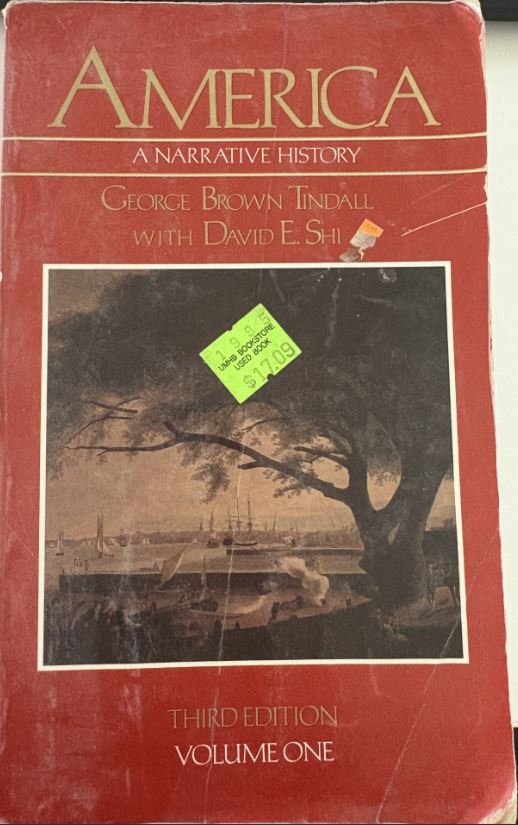 AMERICA
A NARRATIVE HISTORY
GEORGE BROWN TINDALL
WITH DAVID E. SHI
1995
UMHB BOOKSTORE
USED BOOK
$17.09
THIRD EDITION
VOLUME ONE